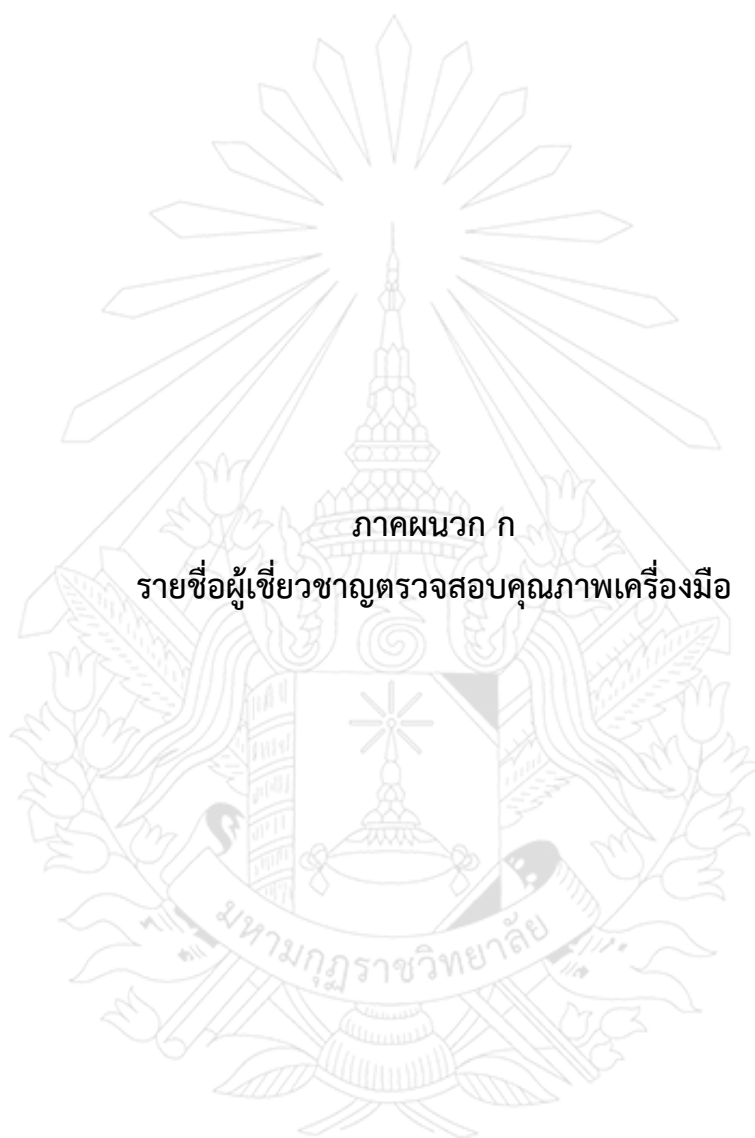 ภาคผนวก ก
รายชื่อผู้เชี่ยวชาญตรวจสอบคุณภาพเครื่องมือ
มหามกุฏราชวิทยาลัย